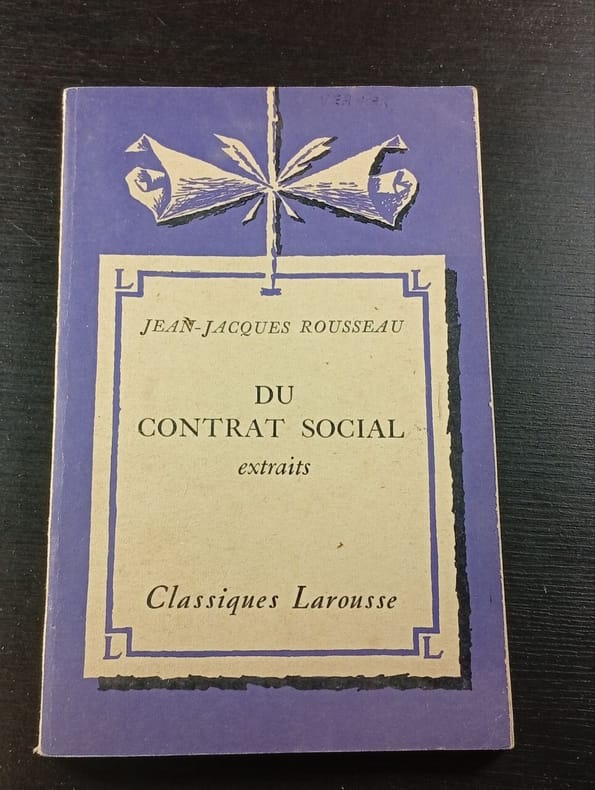 L L
JEAN-JACQUES ROUSSEAU
DU
CONTRAT SOCIAL
extraits
Classiques Larousse
L L